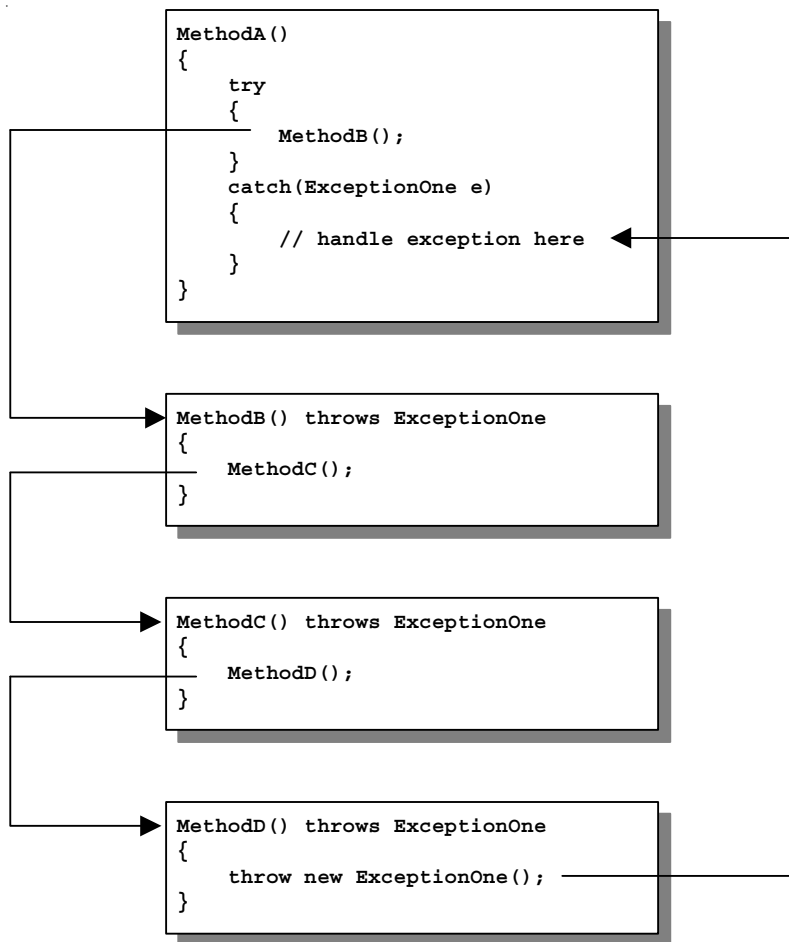 MethodA()
{
    try
    {
        MethodB();
    }
    catch(ExceptionOne e)
    {
        // handle exception here
    }
}
MethodB() throws ExceptionOne
{
    MethodC();
}
MethodC() throws ExceptionOne
{
    MethodD();
}
MethodD() throws ExceptionOne
{
    throw new ExceptionOne();
}